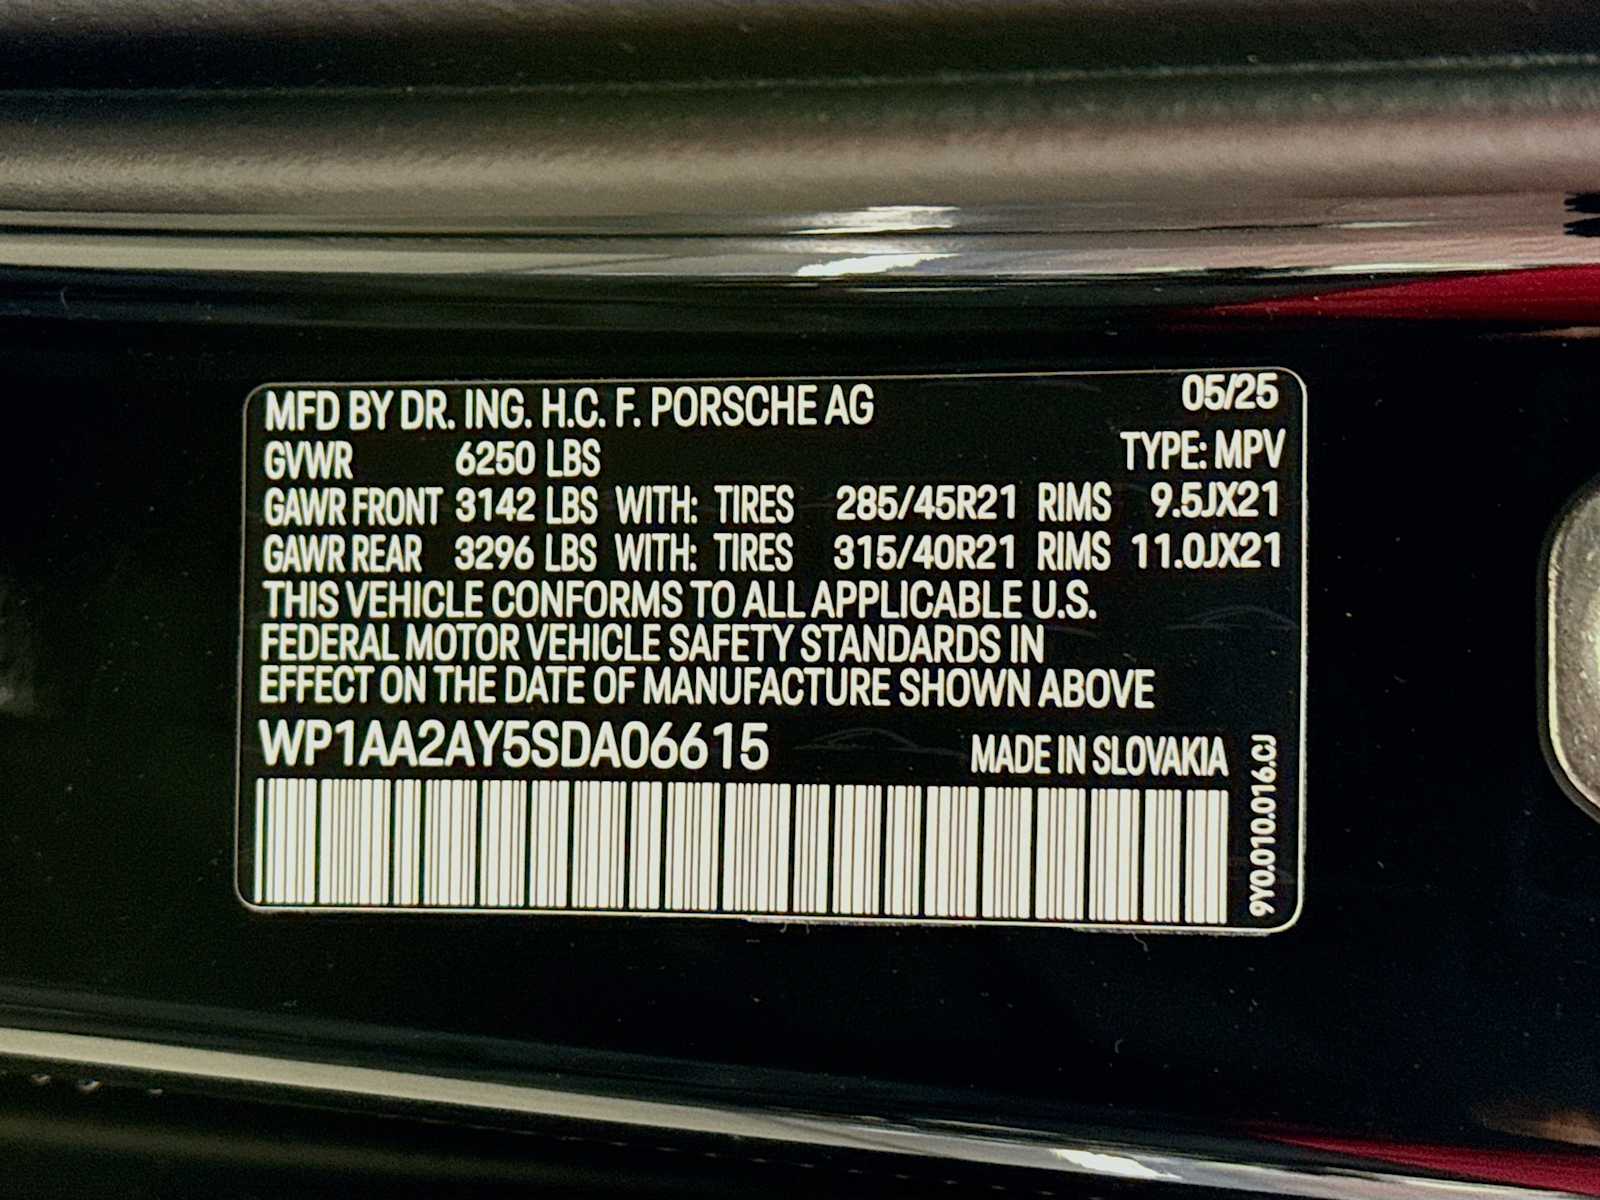 MFD BY DR. ING. H.C. F. PORSCHE AG 05/25
GVWR 6250 LBS TYPE: MPV
GAWR FRONT 3142 LBS WITH: TIRES 285/45R21 RIMS 9.5JX21
GAWR REAR 3296 LBS WITH: TIRES 315/40R21 RIMS 11.0JX21
THIS VEHICLE CONFORMS TO ALL APPLICABLE U.S.
FEDERAL MOTOR VEHICLE SAFETY STANDARDS IN
EFFECT ON THE DATE OF MANUFACTURE SHOWN ABOVE
WP1AA2AY5SDA06615 MADE IN SLOVAKIA
9Y0.010.016.CJ